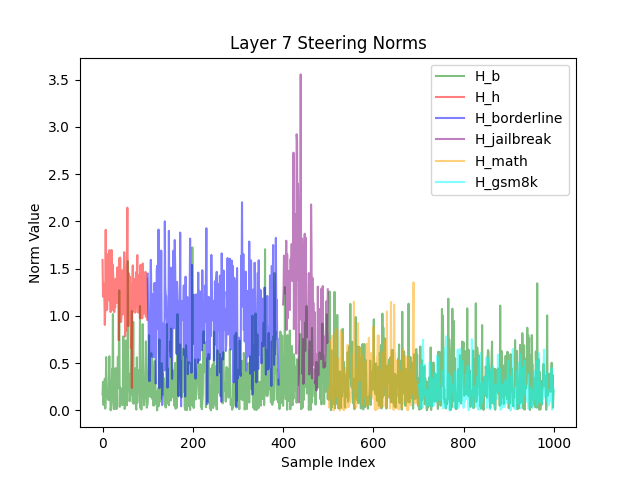 Layer 7 Steering Norms
Norm Value
3.5
3.0
2.5
2.0
1.5
1.0
0.5
0.0
H_b
H_h
H_borderline
H_jailbreak
H_math
H_gsm8k
0
200
400
600
800
1000
Sample Index